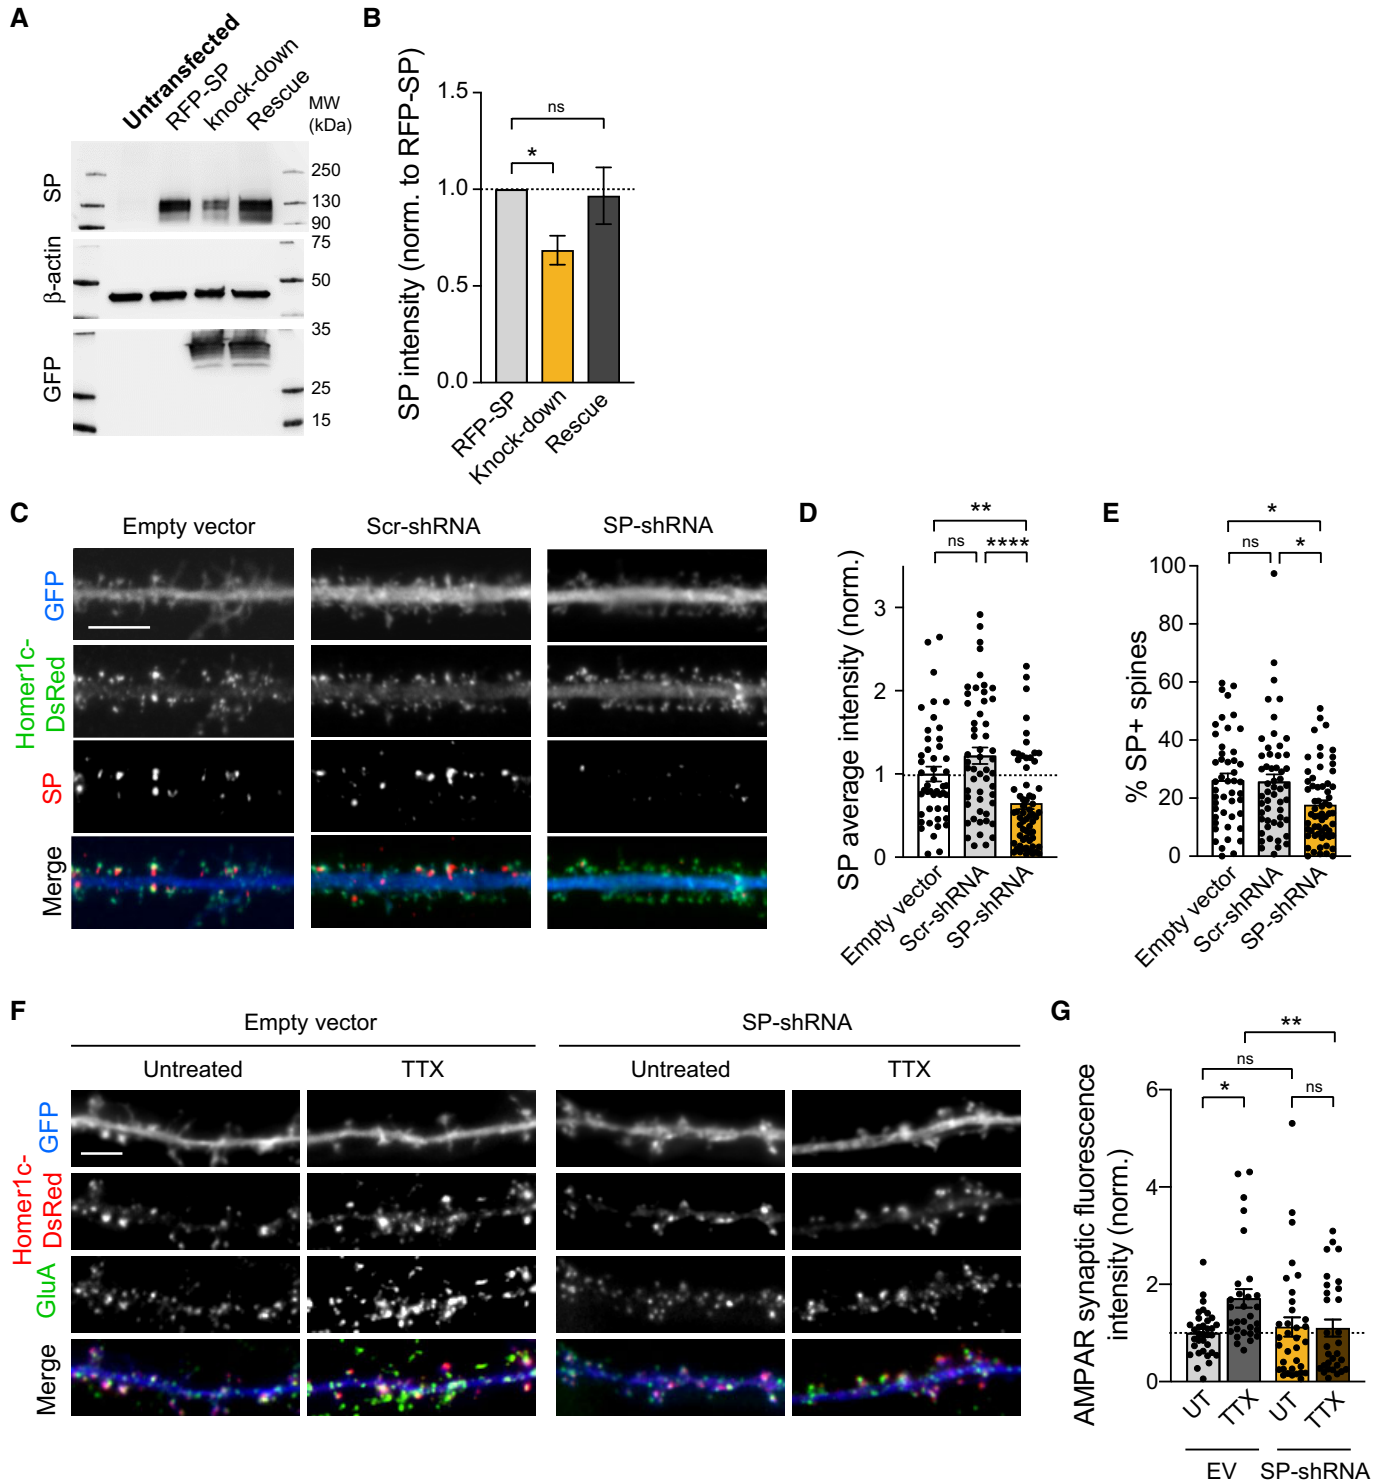 A
Untransfected
RFP-SP
knock-down
Rescue
MW
(kDa)
SP
250
130
90
β-actin
75
50
GFP
35
25
15
B
SP intensity (norm. to RFP-SP)
1.5
1.0
0.5
0.0
ns
*
RFP-SP
Knock-down
Rescue
C
Empty vector
Scr-shRNA
SP-shRNA
GFP
Homer1c-
DsRed
SP
Merge
D
SP average intensity (norm.)
3
2
1
0
**
ns
****
Empty vector
Scr-shRNA
SP-shRNA
E
% SP+ spines
100
80
60
40
20
0
*
ns
*
Empty vector
Scr-shRNA
SP-shRNA
F
Empty vector
SP-shRNA
Untreated
TTX
Untreated
TTX
GFP
Homer1c-
DsRed
GluA
Merge
G
AMPAR synaptic fluorescence
intensity (norm.)
6
4
2
0
**
ns
*
ns
UT
TTX
UT
TTX
EV
SP-shRNA